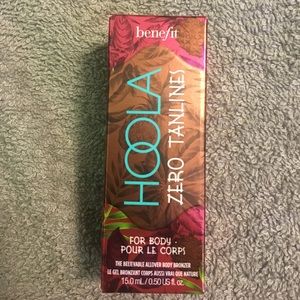 benefit
HOOLA
ZERO TANLINES
FOR BODY •
POUR LE CORPS
THE BELIEVABLE ALLOVER BODY BRONZER
LE GEL BRONZANT CORPS AUSSI VRAI QUE NATURE
15.0 mL / 0.50 US fl. oz.